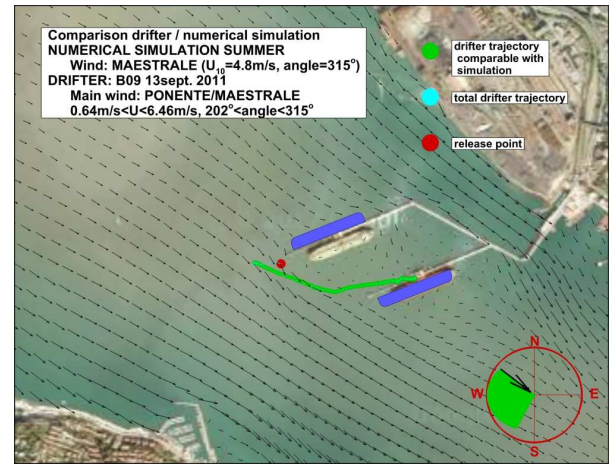 Comparison drifter / numerical simulation
NUMERICAL SIMULATION SUMMER
Wind: MAESTRALE (U10=4.8m/s, angle=315°)
DRIFTER: B09 13sept. 2011
Main wind: PONENTE/MAESTRALE
0.64m/s<U<6.46m/s, 202°<angle<315°
drifter trajectory
comparable with
simulation
total drifter trajectory
release point
N
W
E
S